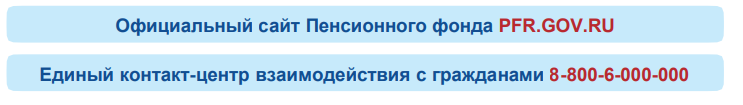 Официальный сайт Пенсионного фонда PFR.GOV.RU
Единый контакт-центр взаимодействия с гражданами 8-800-6-000-000